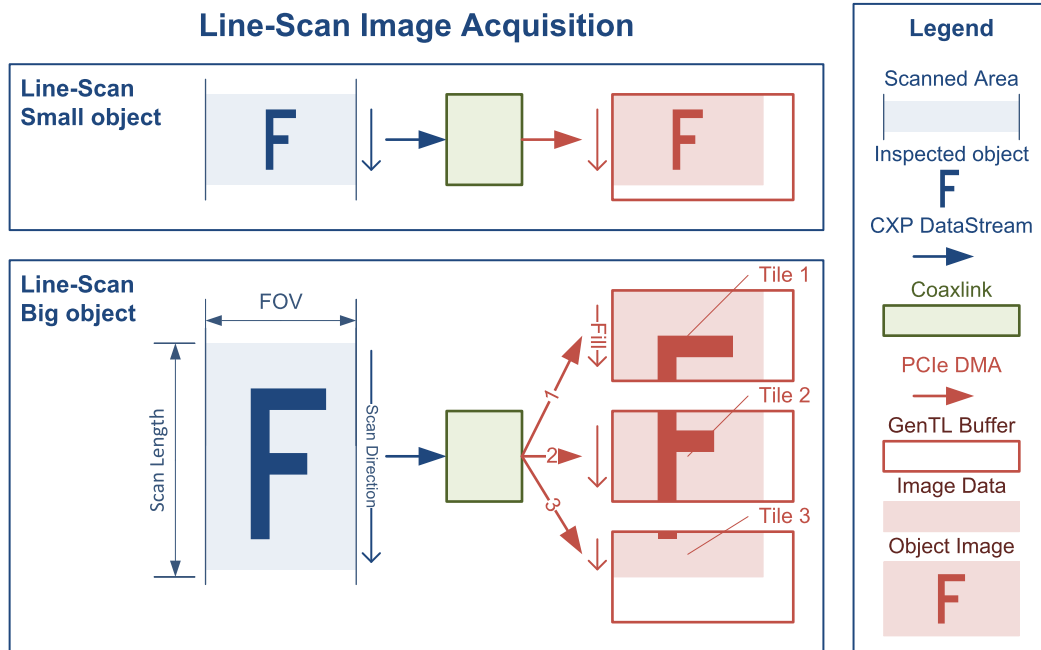 Line-Scan Image Acquisition
Line-Scan
Small object
F
F
Line-Scan
Big object
FOV
Scan Length
F
Scan Direction
1
2
3
Fill
Tile 1
Tile 2
Tile 3
Legend
Scanned Area
Inspected object
F
CXP DataStream
Coaxlink
PCIe DMA
GenTL Buffer
Image Data
Object Image
F